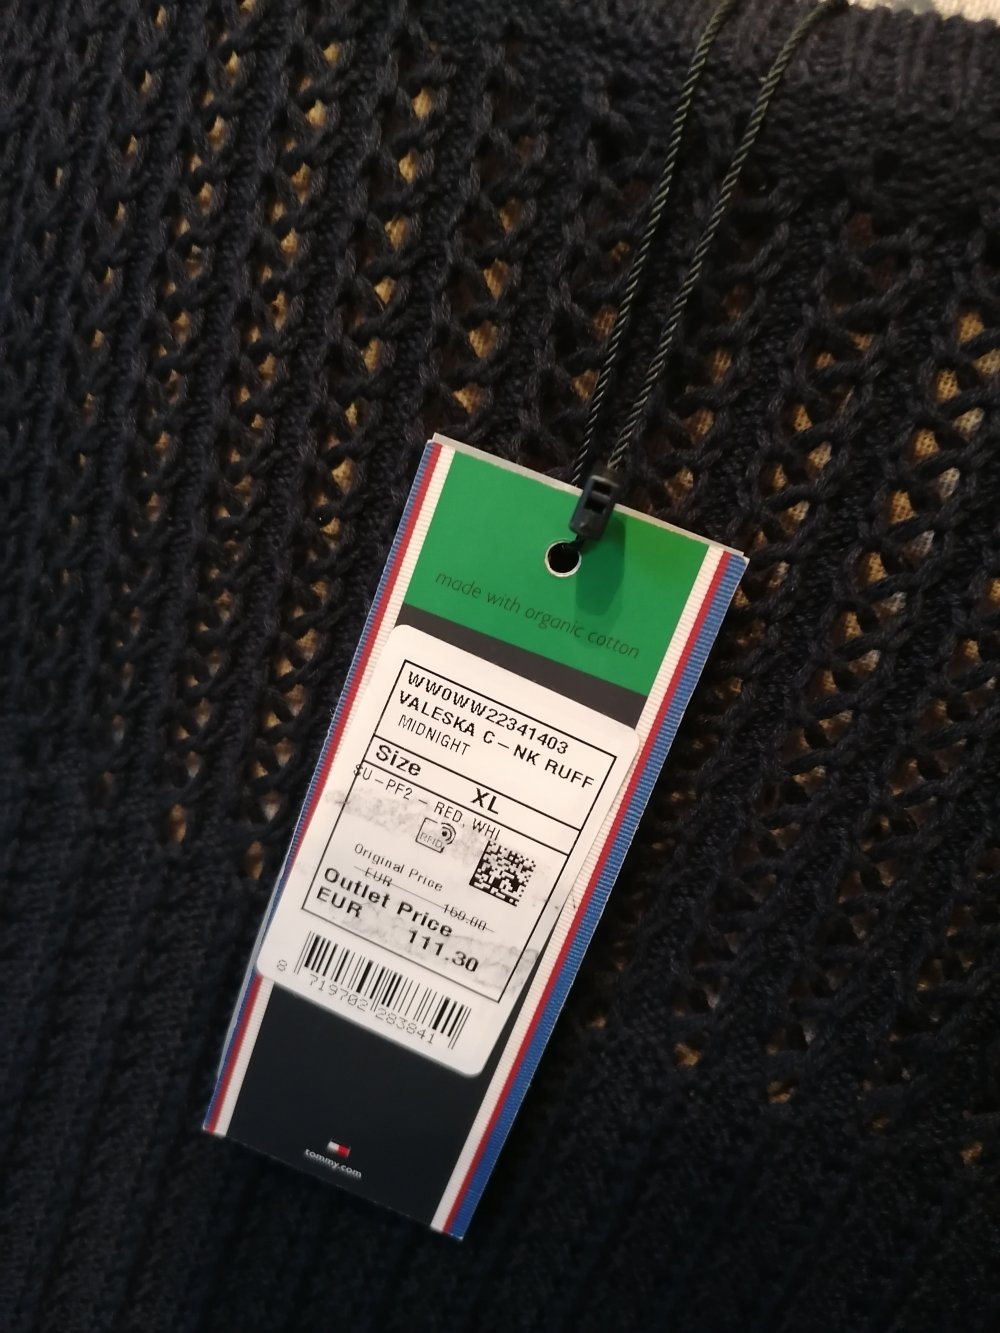 made with organic cotton
WW0WW22341403
VALESKA C-NK RUFF
MIDNIGHT
Size XL
SU-PF2-RED, WHI
RFID
Original Price
EUR 159.00
Outlet Price
EUR 111.30
8 719702 283841
tommy.com